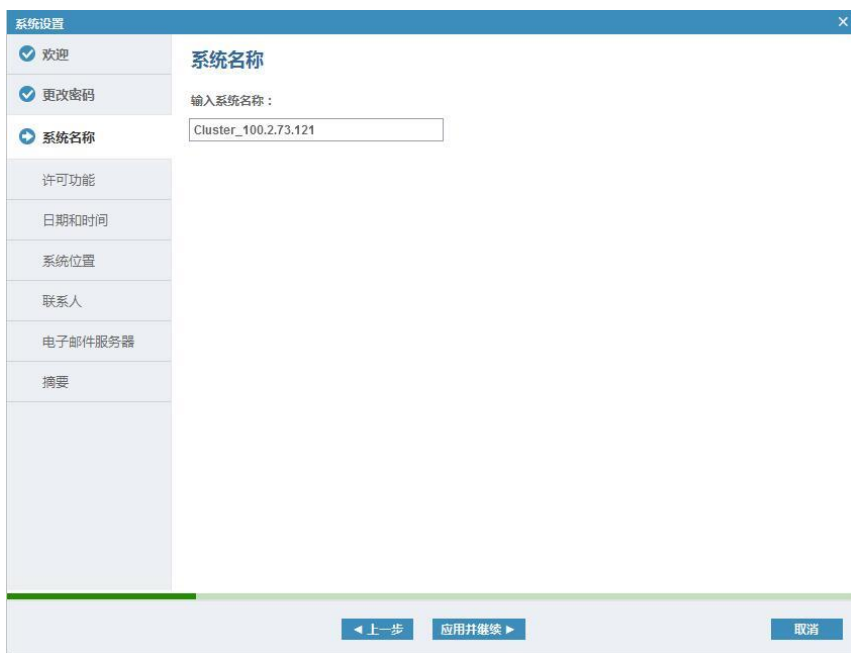 系统设置
欢迎
更改密码
系统名称
许可功能
日期和时间
系统位置
联系人
电子邮件服务器
摘要
系统名称
输入系统名称：
Cluster_100.2.73.121
上一步
应用并继续
取消